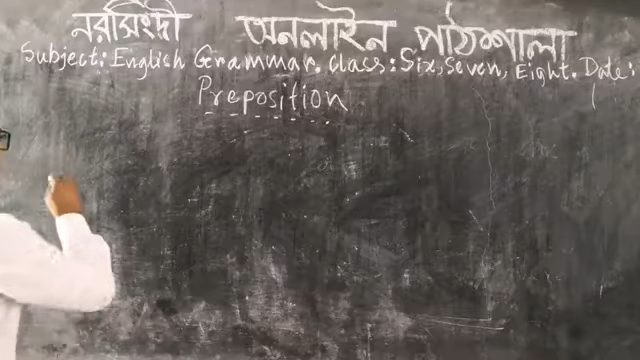 নরসিংদী অনলাইন পাঠশালা
Subject: English Grammar. Class: Six, Seven, Eight. Date:
Preposition